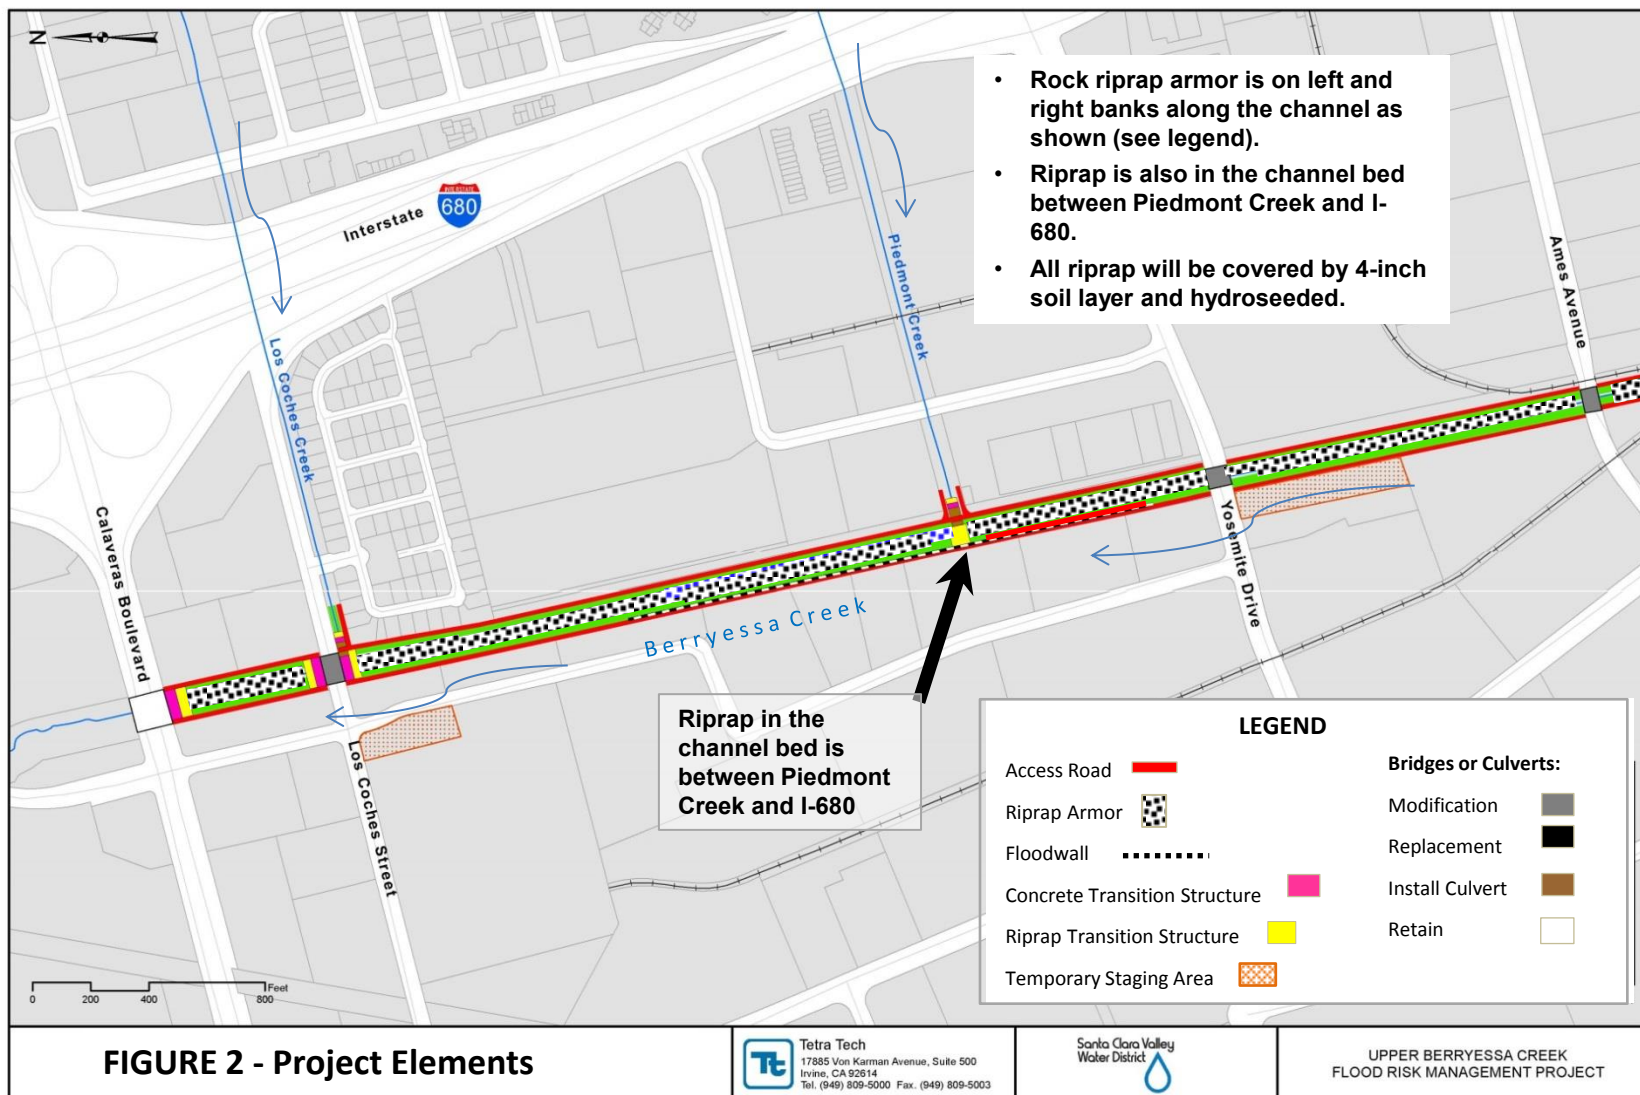 N
• Rock riprap armor is on left and
right banks along the channel as
shown (see legend).
• Riprap is also in the channel bed
between Piedmont Creek and I-
680.
• All riprap will be covered by 4-inch
soil layer and hydroseeded.
Interstate
INTERSTATE
680
Los Coches Creek
Piedmont Creek
Ames Avenue
Calaveras Boulevard
Yosemite Drive
Berryessa Creek
Los Coches Street
Riprap in the
channel bed is
between Piedmont
Creek and I-680
LEGEND
Access Road
Riprap Armor
Floodwall
Concrete Transition Structure
Riprap Transition Structure
Temporary Staging Area
Bridges or Culverts:
Modification
Replacement
Install Culvert
Retain
Feet
0 200 400 800
FIGURE 2 - Project Elements
Tt
Tetra Tech
17885 Von Karman Avenue, Suite 500
Irvine, CA 92614
Tel. (949) 809-5000 Fax. (949) 809-5003
Santa Clara Valley
Water District
UPPER BERRYESSA CREEK
FLOOD RISK MANAGEMENT PROJECT